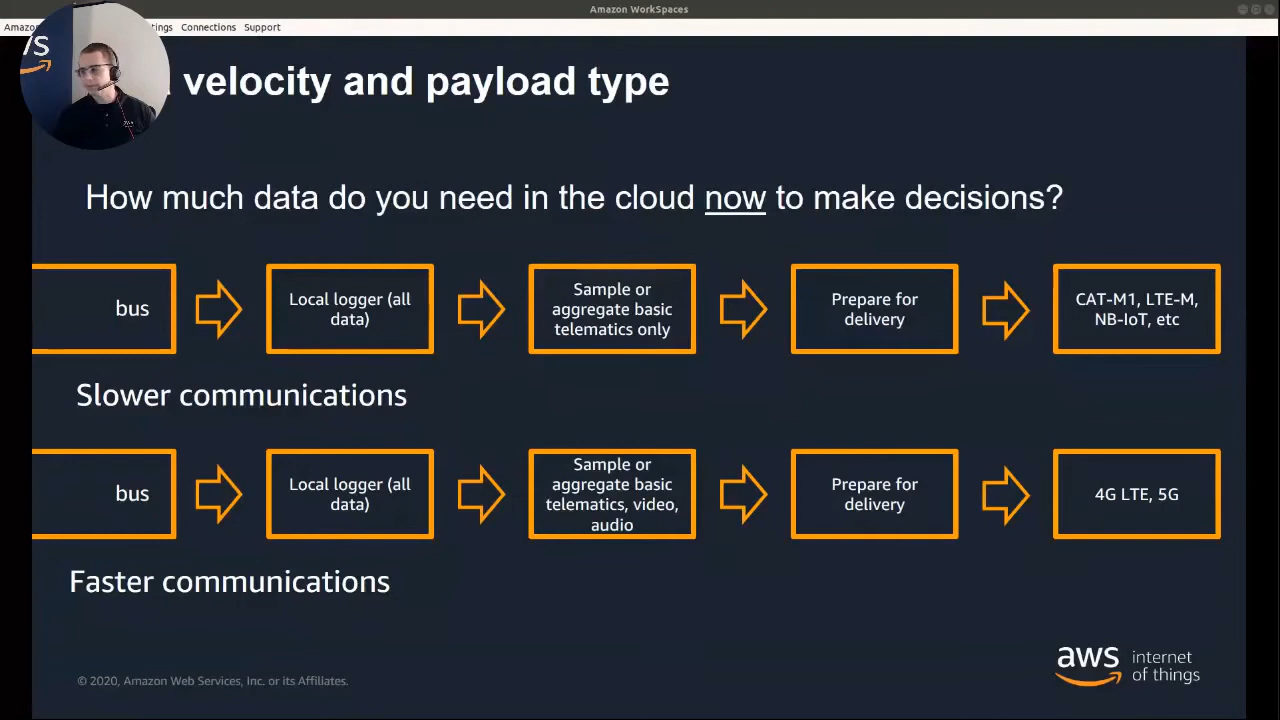 Amazon WorkSpaces
Connections Support
velocity and payload type
How much data do you need in the cloud now to make decisions?
bus
Local logger (all
data)
Sample or
aggregate basic
telematics only
Prepare for
delivery
CAT-M1, LTE-M,
NB-IoT, etc
Slower communications
bus
Local logger (all
data)
Sample or
aggregate basic
telematics, video,
audio
Prepare for
delivery
4G LTE, 5G
Faster communications
© 2020, Amazon Web Services, Inc. or its Affiliates.
aws internet
of things